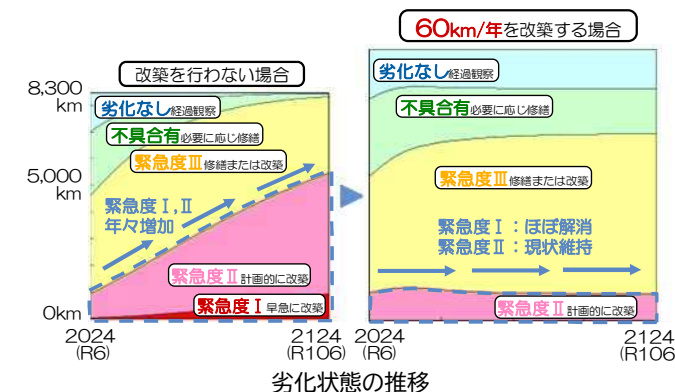 60km/年を改築する場合
改築を行わない場合
8,300
km
5,000
km
0km
劣化なし経過観察
不具合有必要に応じ修繕
緊急度Ⅲ修繕または改築
緊急度Ⅰ,Ⅱ
年々増加
緊急度Ⅱ計画的に改築
緊急度Ⅰ早急に改築
2024
(R6)
2124
(R106)
劣化なし経過観察
不具合有必要に応じ修繕
緊急度Ⅲ修繕または改築
緊急度Ⅰ:ほぼ解消
緊急度Ⅱ:現状維持
緊急度Ⅱ計画的に改築
2024
(R6)
2124
(R106
劣化状態の推移